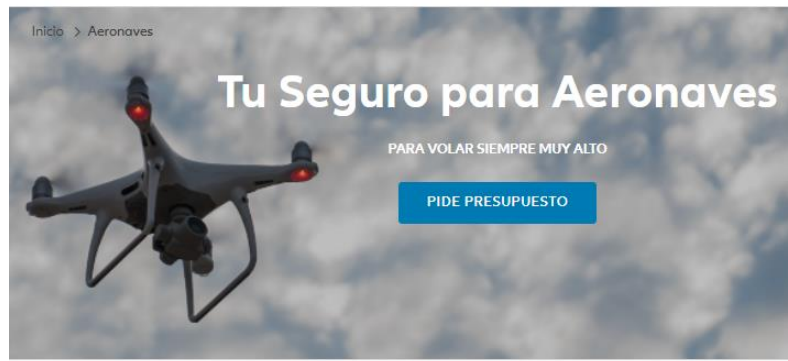 Inicio > Aeronaves
Tu Seguro para Aeronaves
PARA VOLAR SIEMPRE MUY ALTO
PIDE PRESUPUESTO